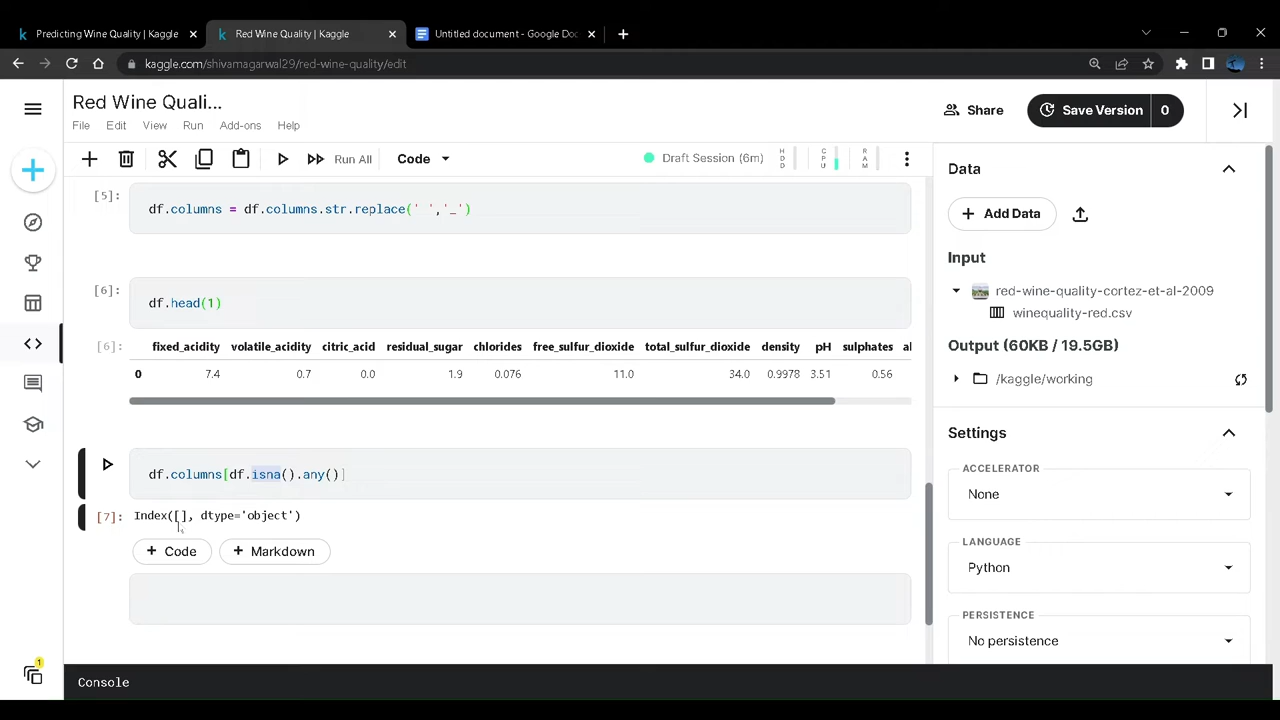 Predicting Wine Quality | Kaggle
Red Wine Quality | Kaggle
Untitled document - Google Doc
kaggle.com/shivamagarwal29/red-wine-quality/edit
Red Wine Quali...
File Edit View Run Add-ons Help
Share
Save Version 0
Run All
Code
Draft Session (6m)
HDD
CPU
RAM
[5]:
df.columns = df.columns.str.replace(' ','_')
[6]:
df.head(1)
[6]:
fixed_acidity volatile_acidity citric_acid residual_sugar chlorides free_sulfur_dioxide total_sulfur_dioxide density pH sulphates al
0 7.4 0.7 0.0 1.9 0.076 11.0 34.0 0.9978 3.51 0.56
df.columns[df.isna().any()]
[7]:
Index([], dtype='object')
+ Code + Markdown
Console
1
Data
+ Add Data
Input
red-wine-quality-cortez-et-al-2009
winequality-red.csv
Output (60KB / 19.5GB)
/kaggle/working
Settings
ACCELERATOR
None
LANGUAGE
Python
PERSISTENCE
No persistence